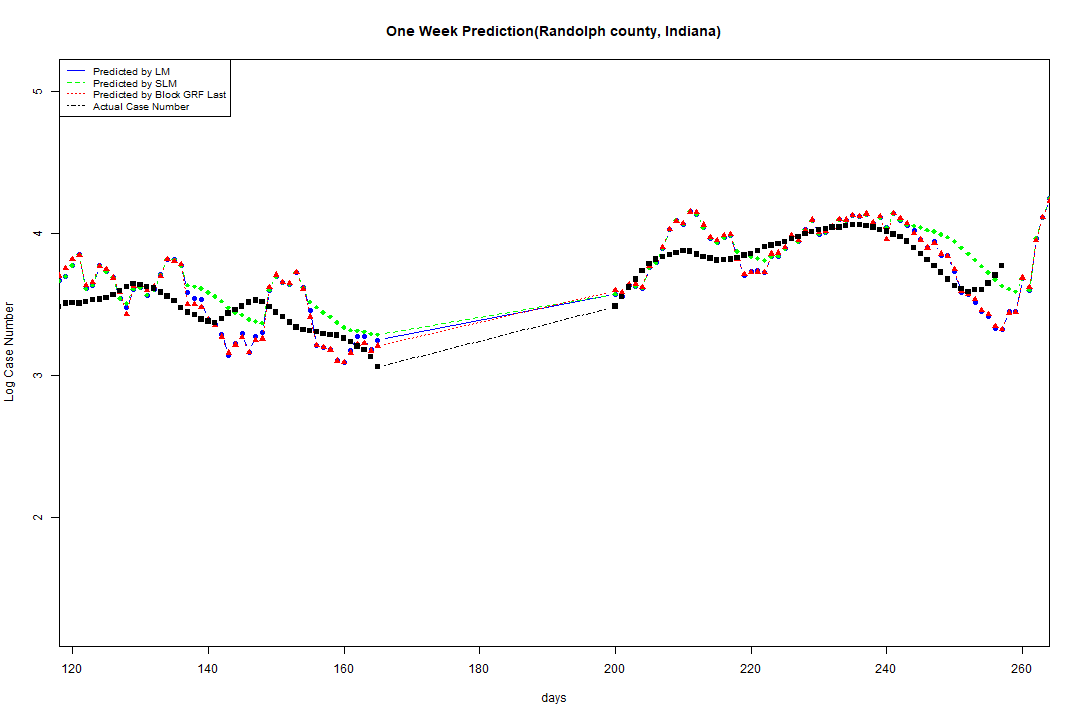 One Week Prediction(Randolph county, Indiana)
Predicted by LM
Predicted by SLM
Predicted by Block GRF Last
Actual Case Number
5
4
3
2
Log Case Number
120 140 160 180 200 220 240 260
days